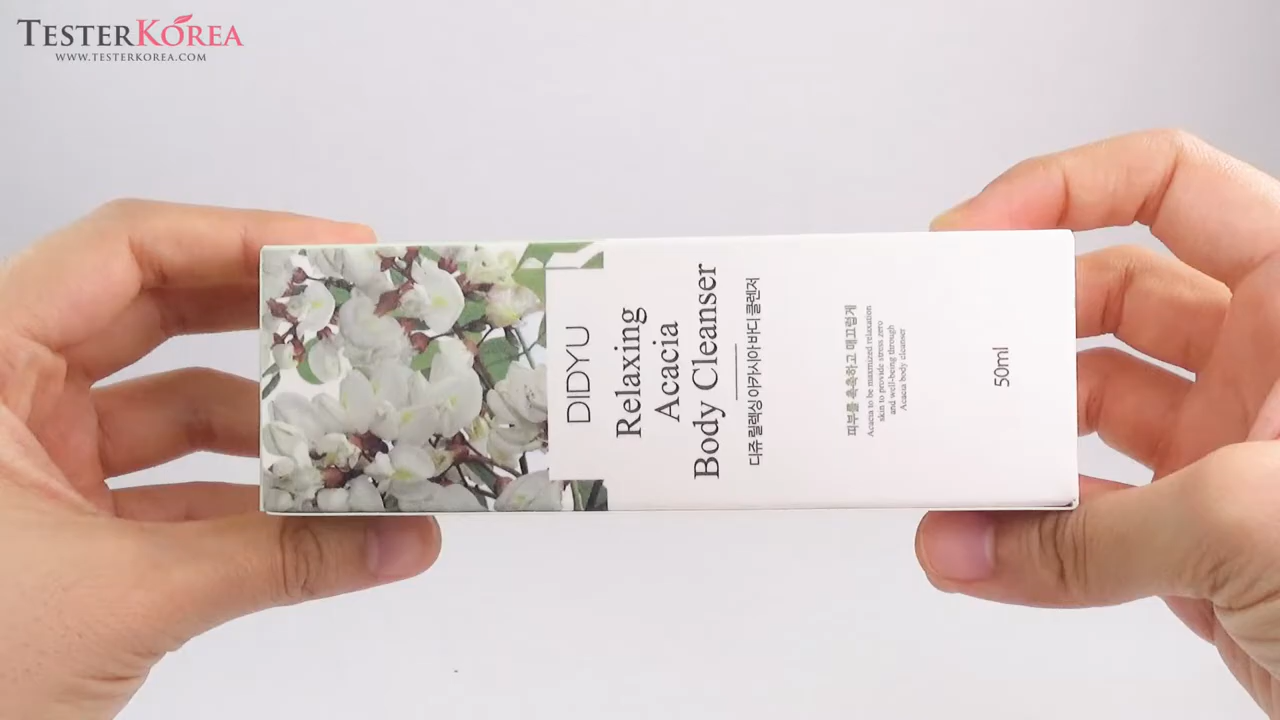 TESTERKOREA
WWW.TESTERKOREA.COM
DIDYU
Relaxing
Acacia
Body Cleanser
디쥬 릴렉싱 아카시아 바디 클렌저
피부를 촉촉하고 매끄럽게
Acacia to be maxmized relaxation
skin to provide stress zero
and well-being through
Acacia body cleanser
50ml